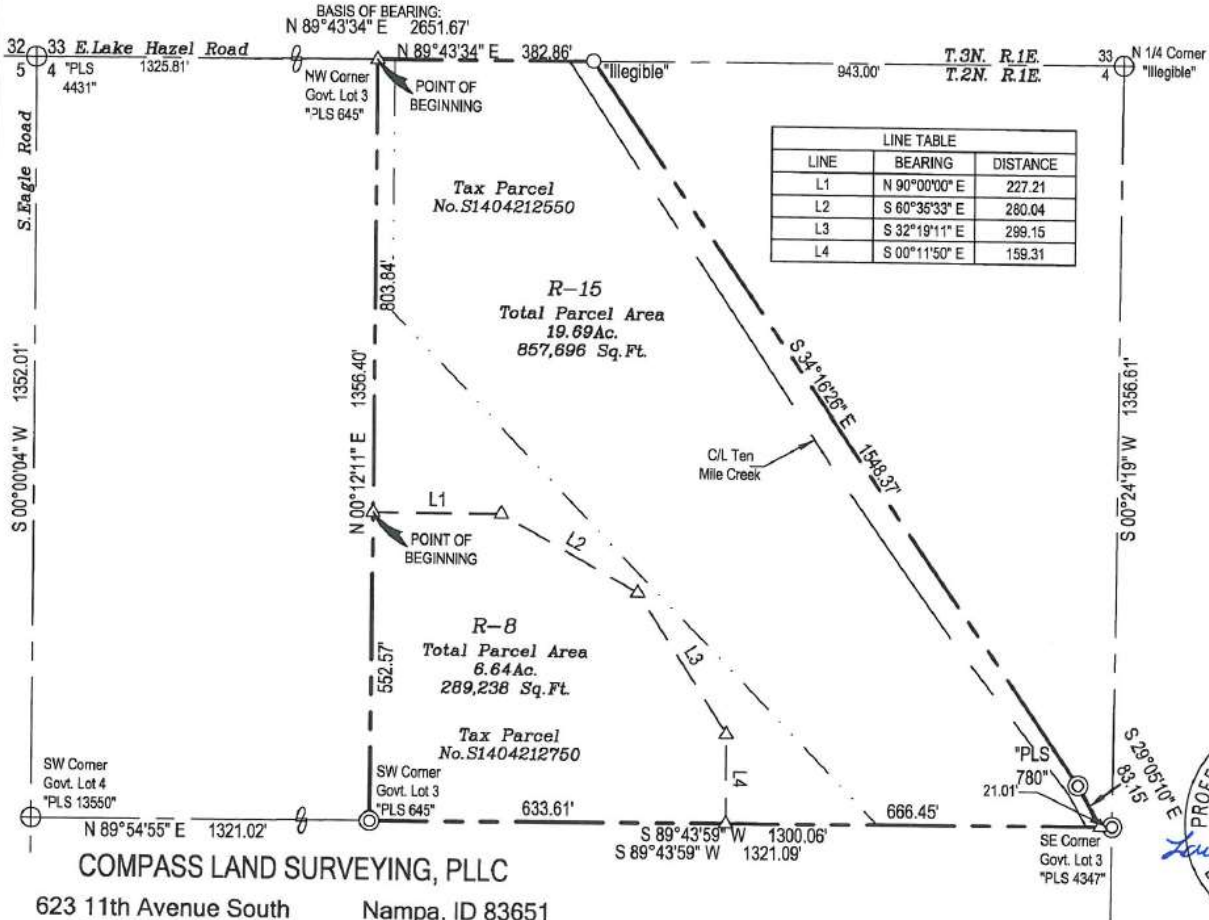 BASIS OF BEARING:
N 89°43'34" E 2651.67'
32 33 E.Lake Hazel Road
5 4 "PLS 4431"
1325.81'
N 89°43'34" E 382.86'
"Illegible"
943.00'
T.3N. R.1E.
T.2N. R.1E.
33
4
N 1/4 Corner
"Illegible"
NW Corner
Govt. Lot 3
"PLS 645"
POINT OF
BEGINNING
S.Eagle Road
LINE TABLE
LINE BEARING DISTANCE
L1 N 90°00'00" E 227.21
L2 S 60°35'33" E 280.04
L3 S 32°19'11" E 299.15
L4 S 00°11'50" E 159.31
Tax Parcel
No.S1404212550
803.84'
R-15
Total Parcel Area
19.69Ac.
857,696 Sq.Ft.
S 00°00'04" W 1352.01'
N 00°12'11" E 1356.40'
S 34°16'26" E 1548.37'
S 00°24'19" W 1356.61'
C/L Ten
Mile Creek
L1
L2
POINT OF
BEGINNING
R-8
Total Parcel Area
6.64Ac.
289,238 Sq.Ft.
552.57'
L3
Tax Parcel
No.S1404212750
L4
"PLS
780"
21.01'
S 29°05'10" E
83.15'
SW Corner
Govt. Lot 4
"PLS 13550"
SW Corner
Govt. Lot 3
"PLS 645"
N 89°54'55" E 1321.02'
633.61'
666.45'
S 89°43'59" W 1300.06'
S 89°43'59" W 1321.09'
SE Corner
Govt. Lot 3
"PLS 4347"
COMPASS LAND SURVEYING, PLLC
623 11th Avenue South Nampa, ID 83651